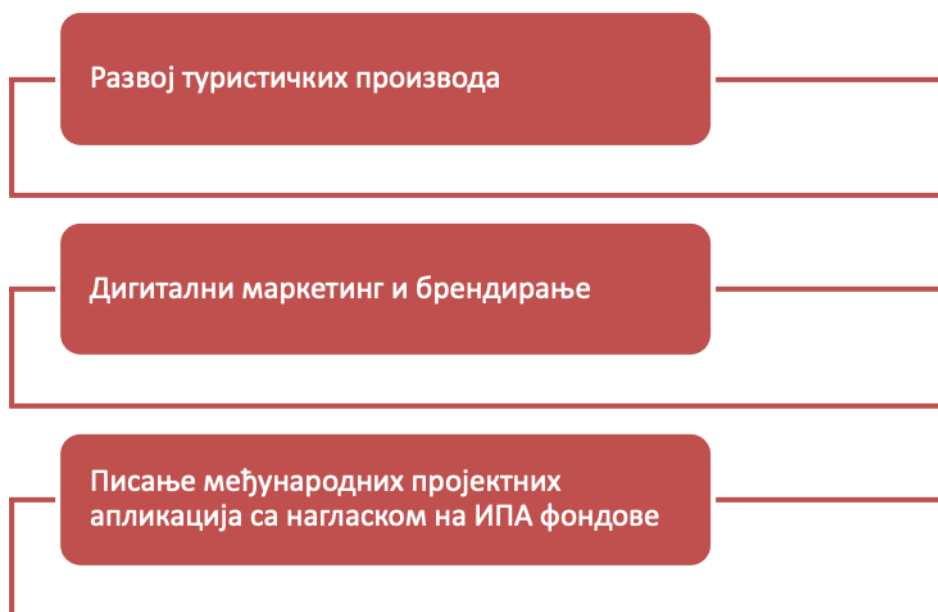 Развој туристичких производа
Дигитални маркетинг и брендирање
Писање међународних пројектних
апликација са нагласком на ИПА фондове